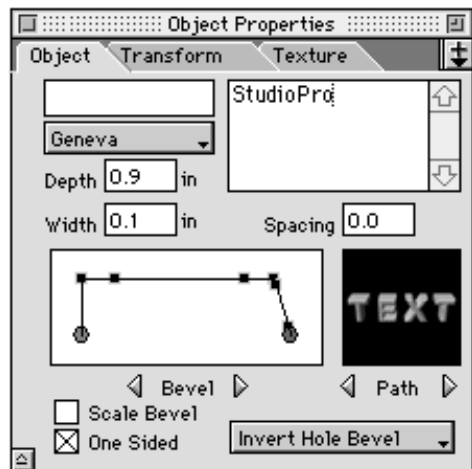 Object Properties
Object Transform Texture
StudioPro
Geneva
Depth 0.9 in
Width 0.1 in Spacing 0.0
TEXT
Bevel Path
Scale Bevel
One Sided Invert Hole Bevel